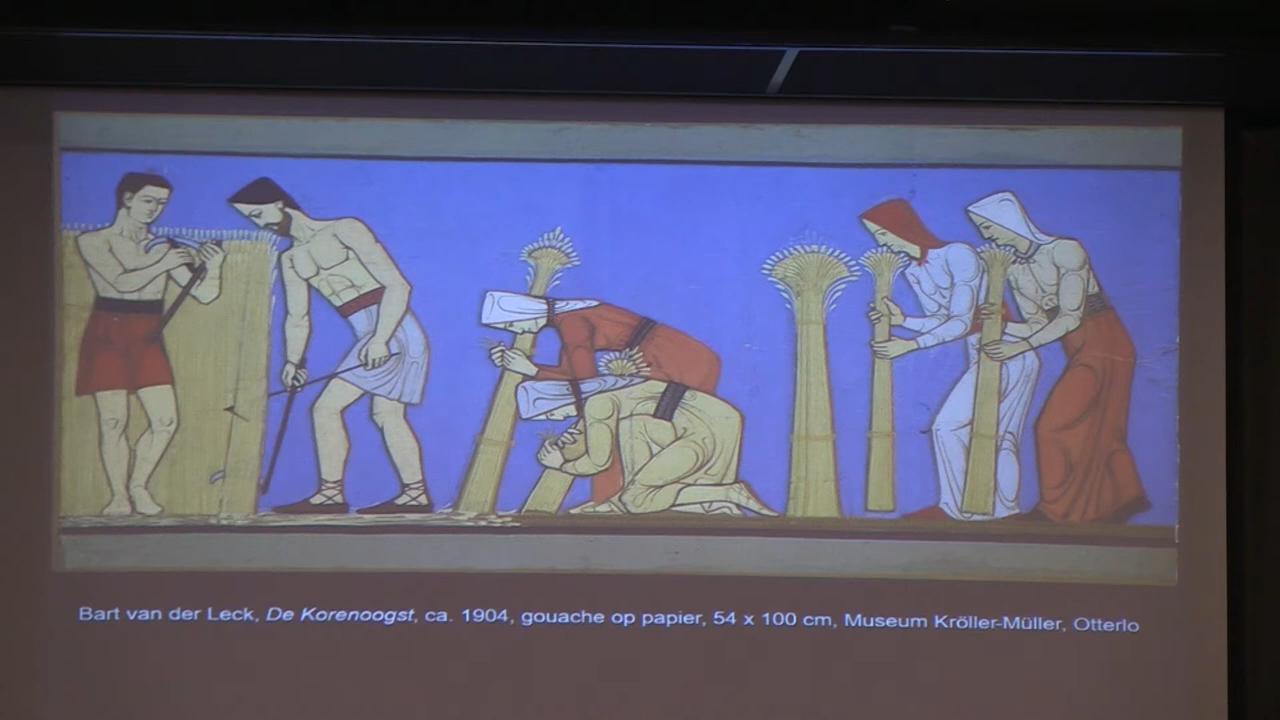 Bart van der Leck, De Korenoogst, ca. 1904, gouache op papier, 54 x 100 cm, Museum Kröller-Müller, Otterlo